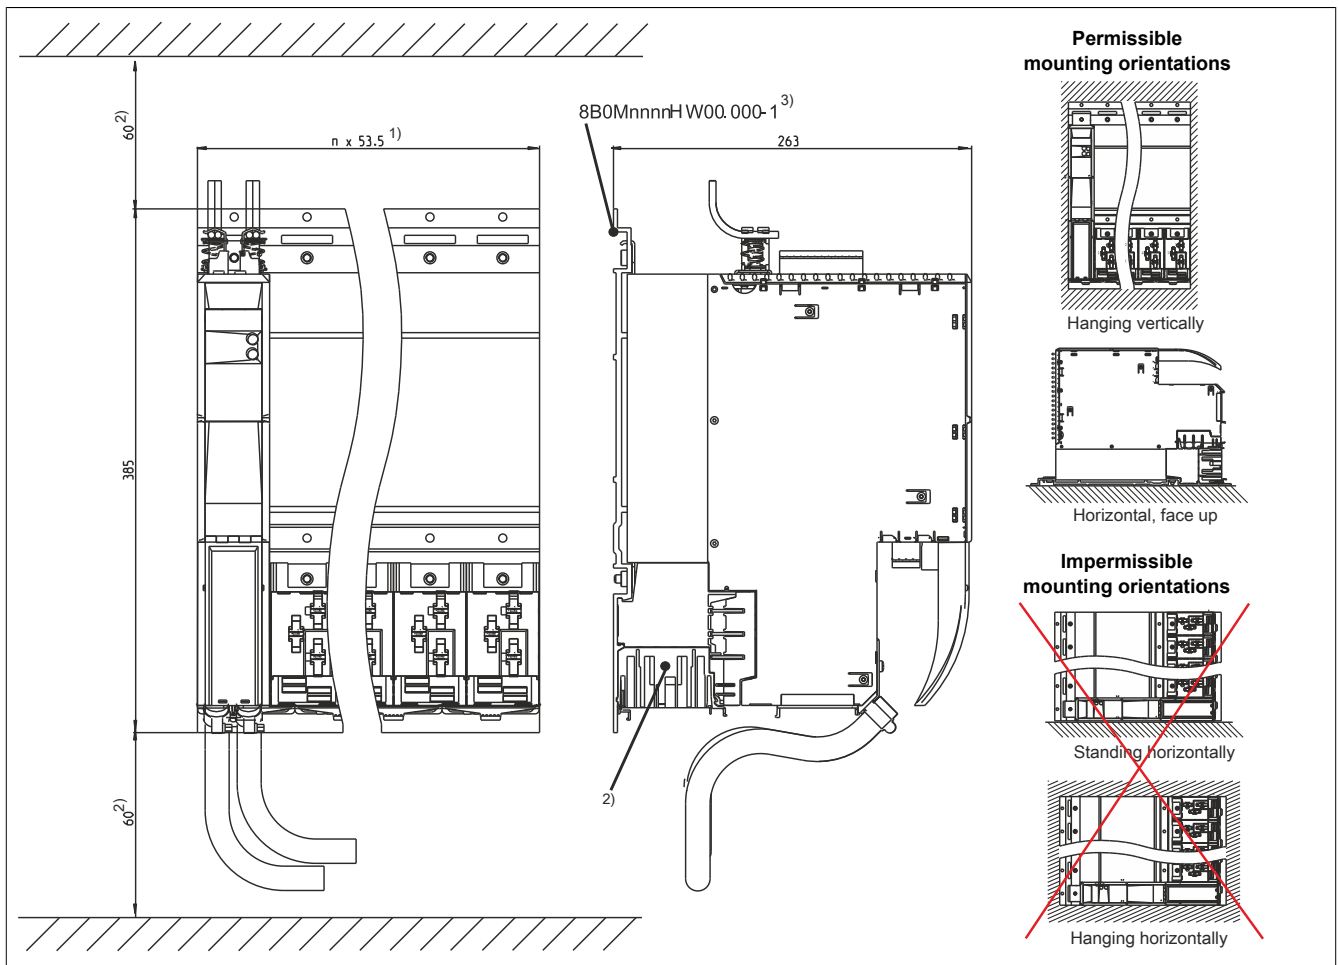 60 2)
n x 53.5 1)
385
60 2)
8B0MnnnnHW00.000-1 3)
263
2)
Permissible
mounting orientations
Hanging vertically
Horizontal, face up
Impermissible
mounting orientations
Standing horizontally
Hanging horizontally